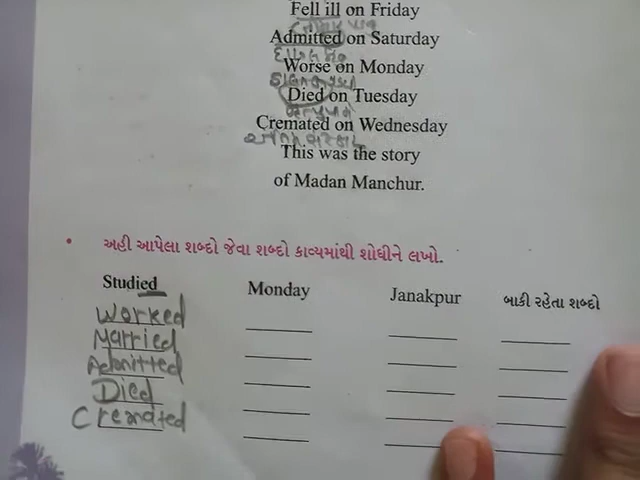 Fell ill on Friday
Admitted on Saturday
Worse on Monday
Died on Tuesday
Cremated on Wednesday
This was the story
of Madan Manchur.
• અહી આપેલા શબ્દો જેવા શબ્દો કાવ્યમાંથી શોધીને લખો.
Studied Monday Janakpur બાકી રહેતા શબ્દો
Worked
Married
Admitted
Died
Cremated